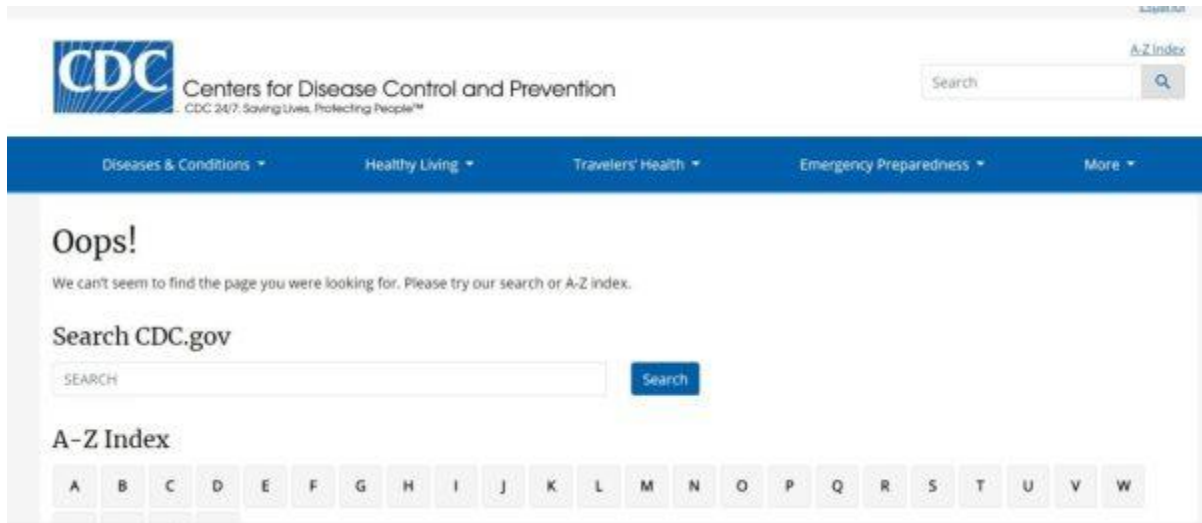 Español
A-Z Index
CDC
Centers for Disease Control and Prevention
CDC 24/7: Saving Lives, Protecting People™
Search
Diseases & Conditions
Healthy Living
Travelers' Health
Emergency Preparedness
More
Oops!
We can't seem to find the page you were looking for. Please try our search or A-Z index.
Search CDC.gov
SEARCH
Search
A-Z Index
A B C D E F G H I J K L M N O P Q R S T U V W